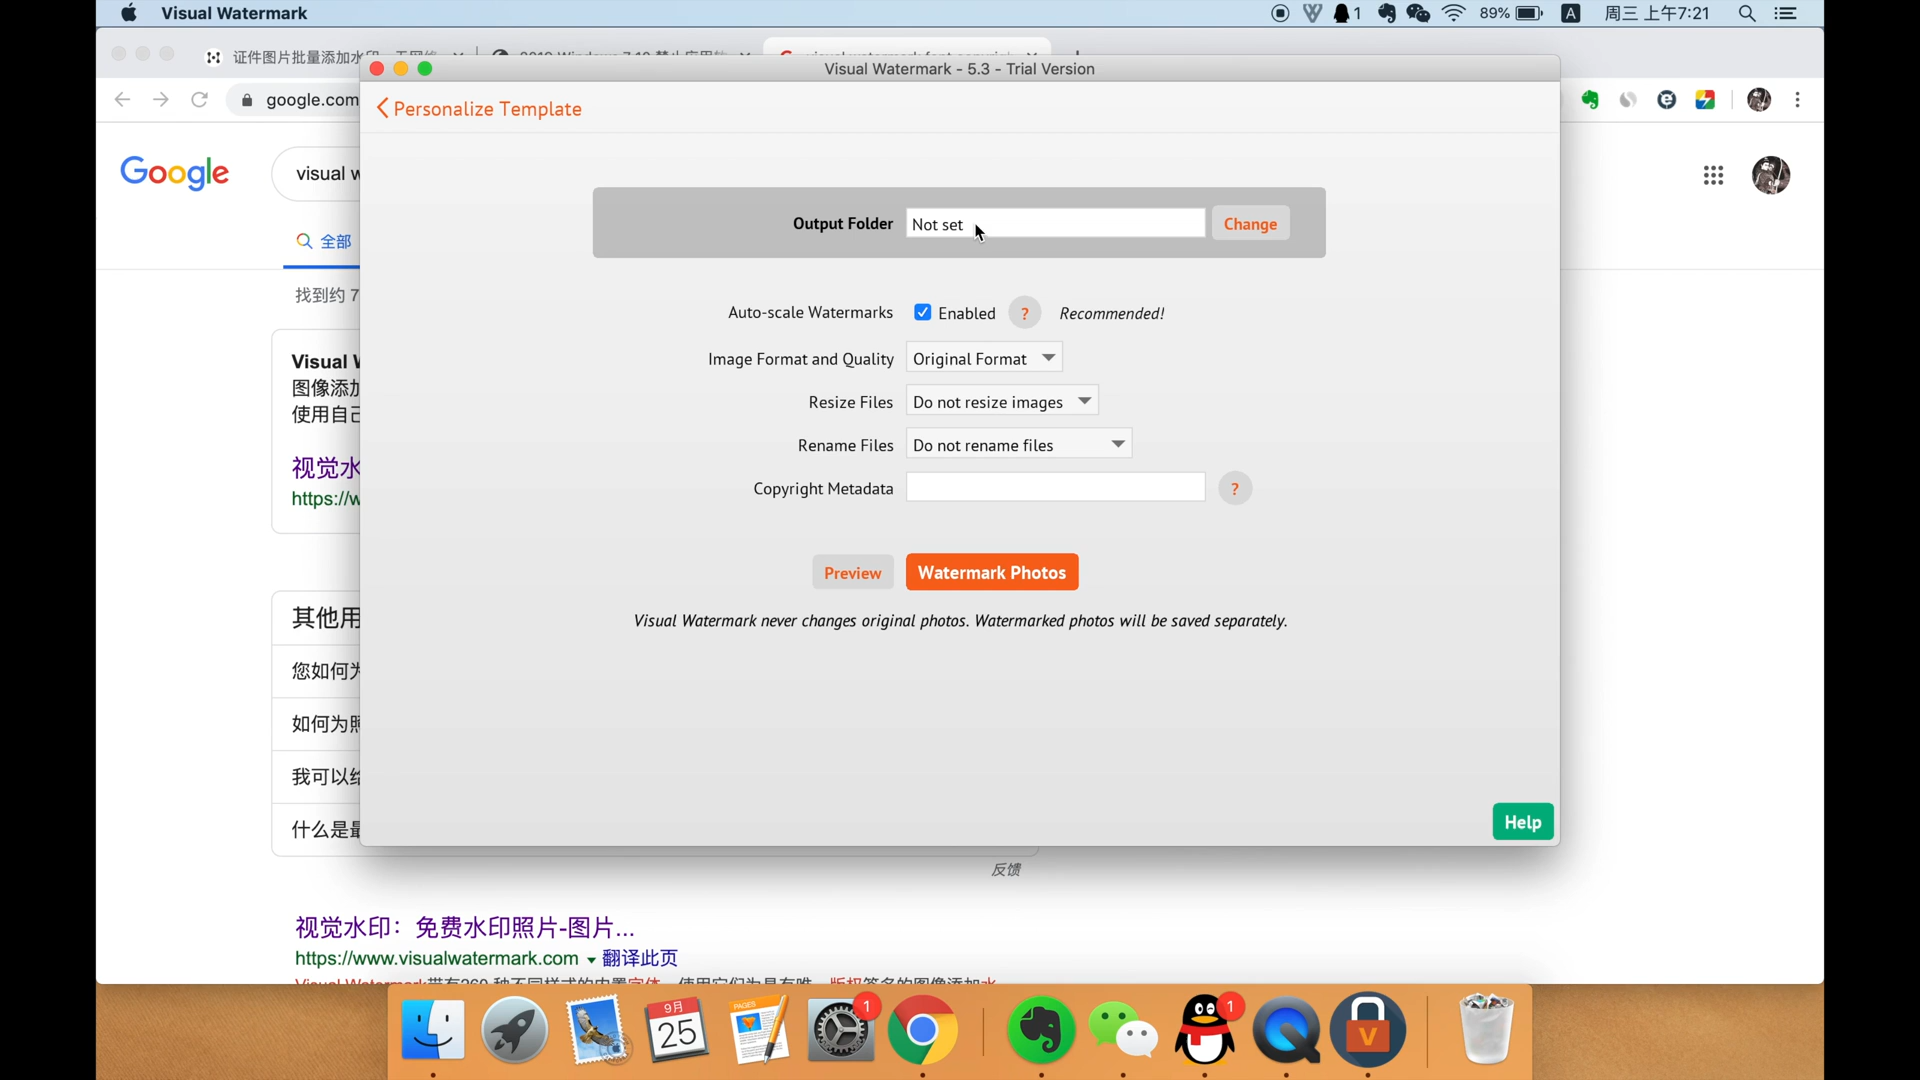 Visual Watermark
1
89%
A
周三 上午7:21
证件图片批量添加水印
Visual Watermark - 5.3 - Trial Version
google.com
Personalize Template
Google
visual w
Output Folder
Not set
Change
全部
找到约 7
Auto-scale Watermarks
Enabled
?
Recommended!
Image Format and Quality
Original Format
Resize Files
Do not resize images
Rename Files
Do not rename files
Copyright Metadata
?
Visual W
图像添加
使用自己
视觉水
https://w
Preview
Watermark Photos
Visual Watermark never changes original photos. Watermarked photos will be saved separately.
其他用
您如何为
如何为照
我可以给
什么是最
Help
反馈
视觉水印：免费水印照片-图片...
https://www.visualwatermark.com
翻译此页
9月
25
PAGES
1
1
V